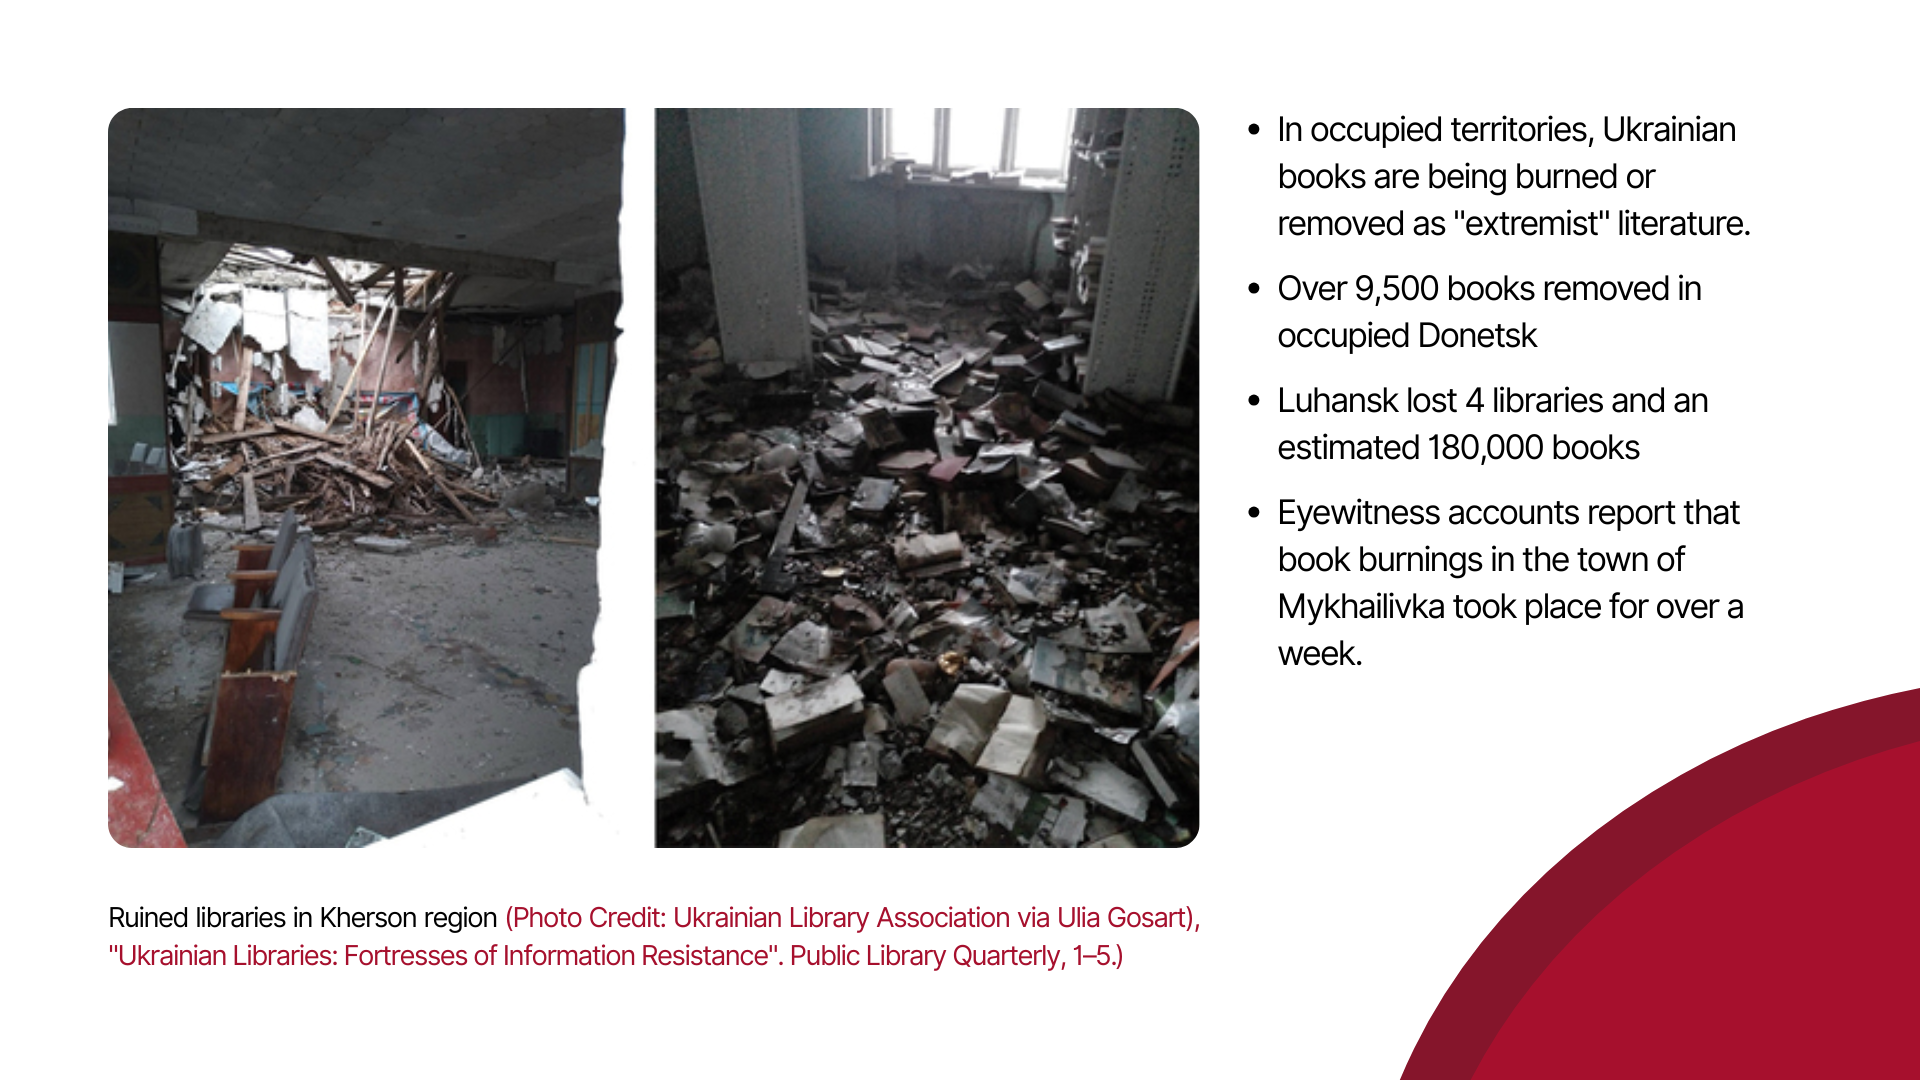 • In occupied territories, Ukrainian
books are being burned or
removed as "extremist" literature.
• Over 9,500 books removed in
occupied Donetsk
• Luhansk lost 4 libraries and an
estimated 180,000 books
• Eyewitness accounts report that
book burnings in the town of
Mykhailivka took place for over a
week.
Ruined libraries in Kherson region (Photo Credit: Ukrainian Library Association via Ulia Gosart),
"Ukrainian Libraries: Fortresses of Information Resistance". Public Library Quarterly, 1–5.)